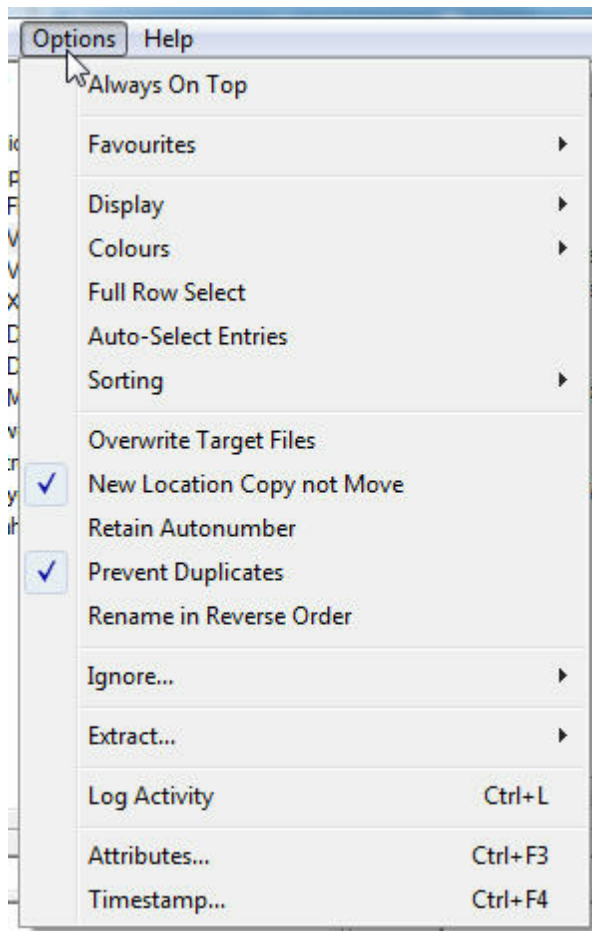 Options Help
Always On Top
Favourites
Display
Colours
Full Row Select
Auto-Select Entries
Sorting
Overwrite Target Files
New Location Copy not Move
Retain Autonumber
Prevent Duplicates
Rename in Reverse Order
Ignore...
Extract...
Log Activity Ctrl+L
Attributes... Ctrl+F3
Timestamp... Ctrl+F4